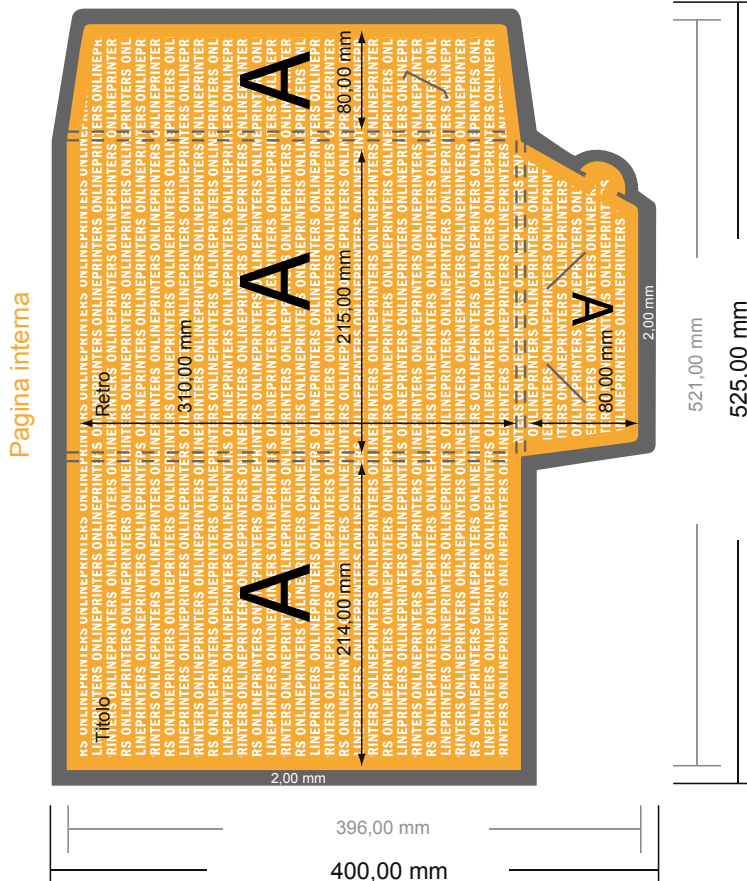 Pagina interna
Titolo
Retro
A
A
A
A
80,00 mm
215,00 mm
310,00 mm
214,00 mm
80,00 mm
2,00 mm
2,00 mm
521,00 mm
525,00 mm
396,00 mm
400,00 mm
ONLINEPRINTERS ONLINEPRINTERS ONLINEPRINTERS